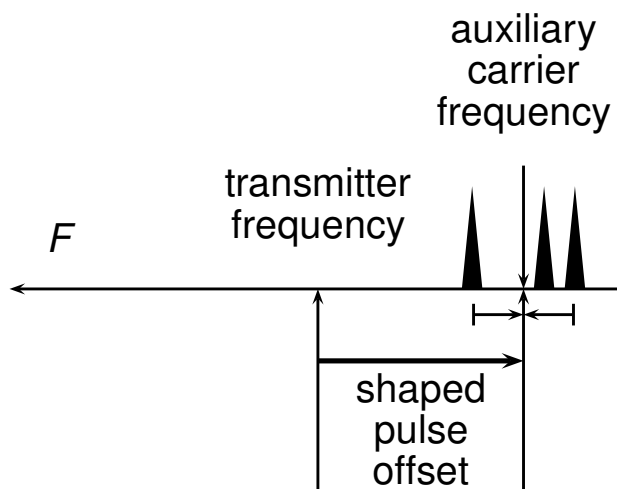 auxiliary
carrier
frequency
transmitter
frequency
F
shaped
pulse
offset